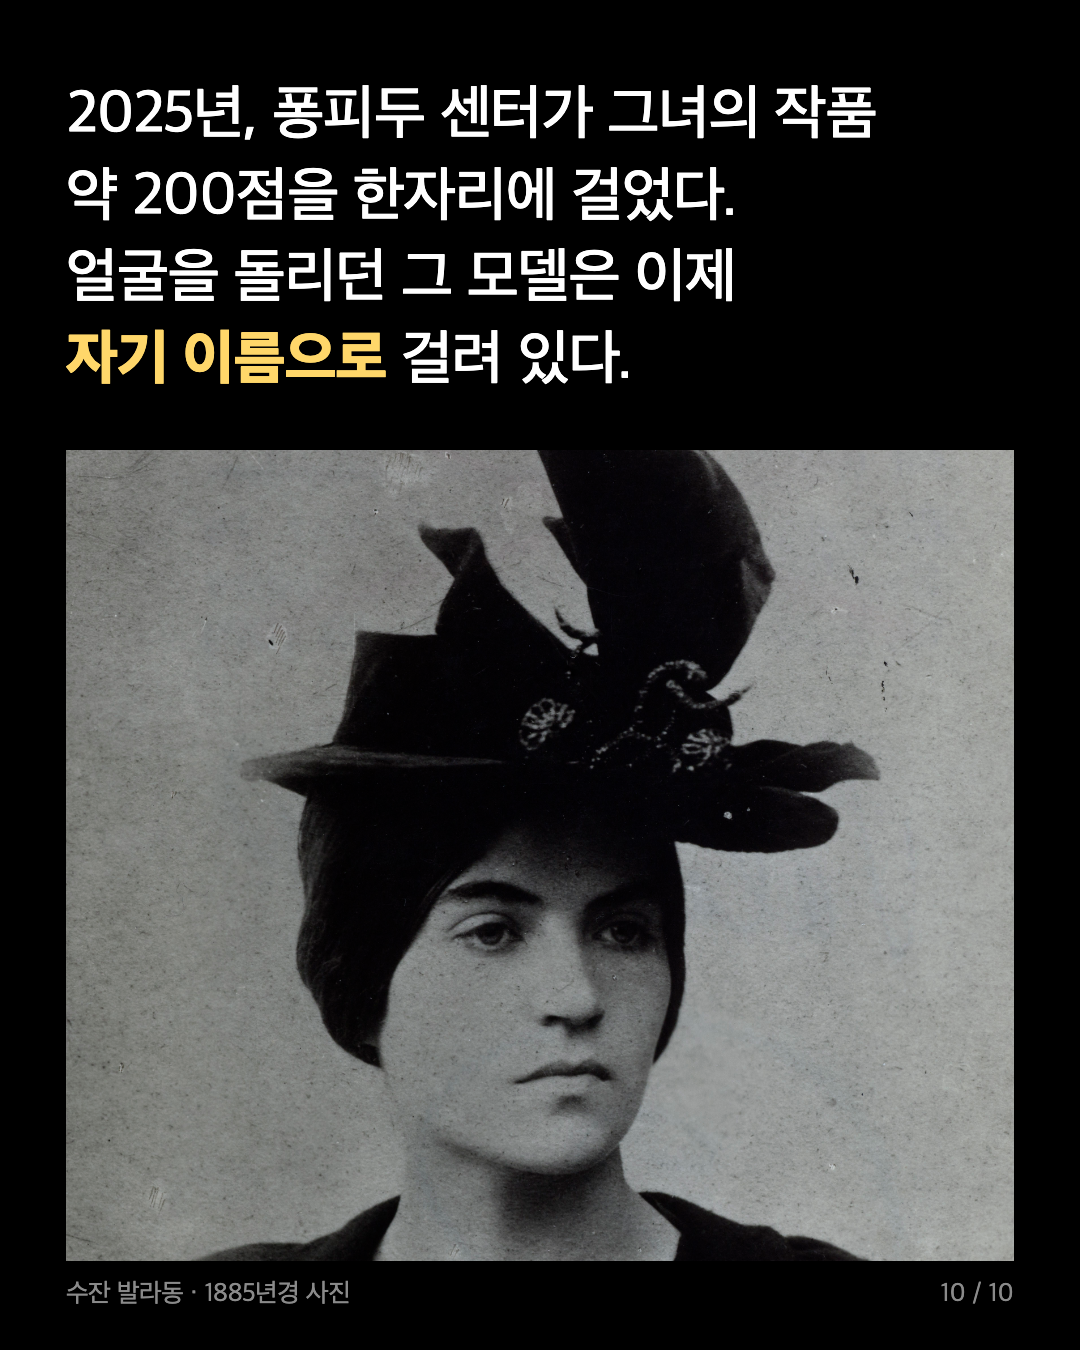 2025년, 퐁피두 센터가 그녀의 작품
약 200점을 한자리에 걸었다.
얼굴을 돌리던 그 모델은 이제
자기 이름으로 걸려 있다.
수잔 발라동 · 1885년경 사진
10 / 10